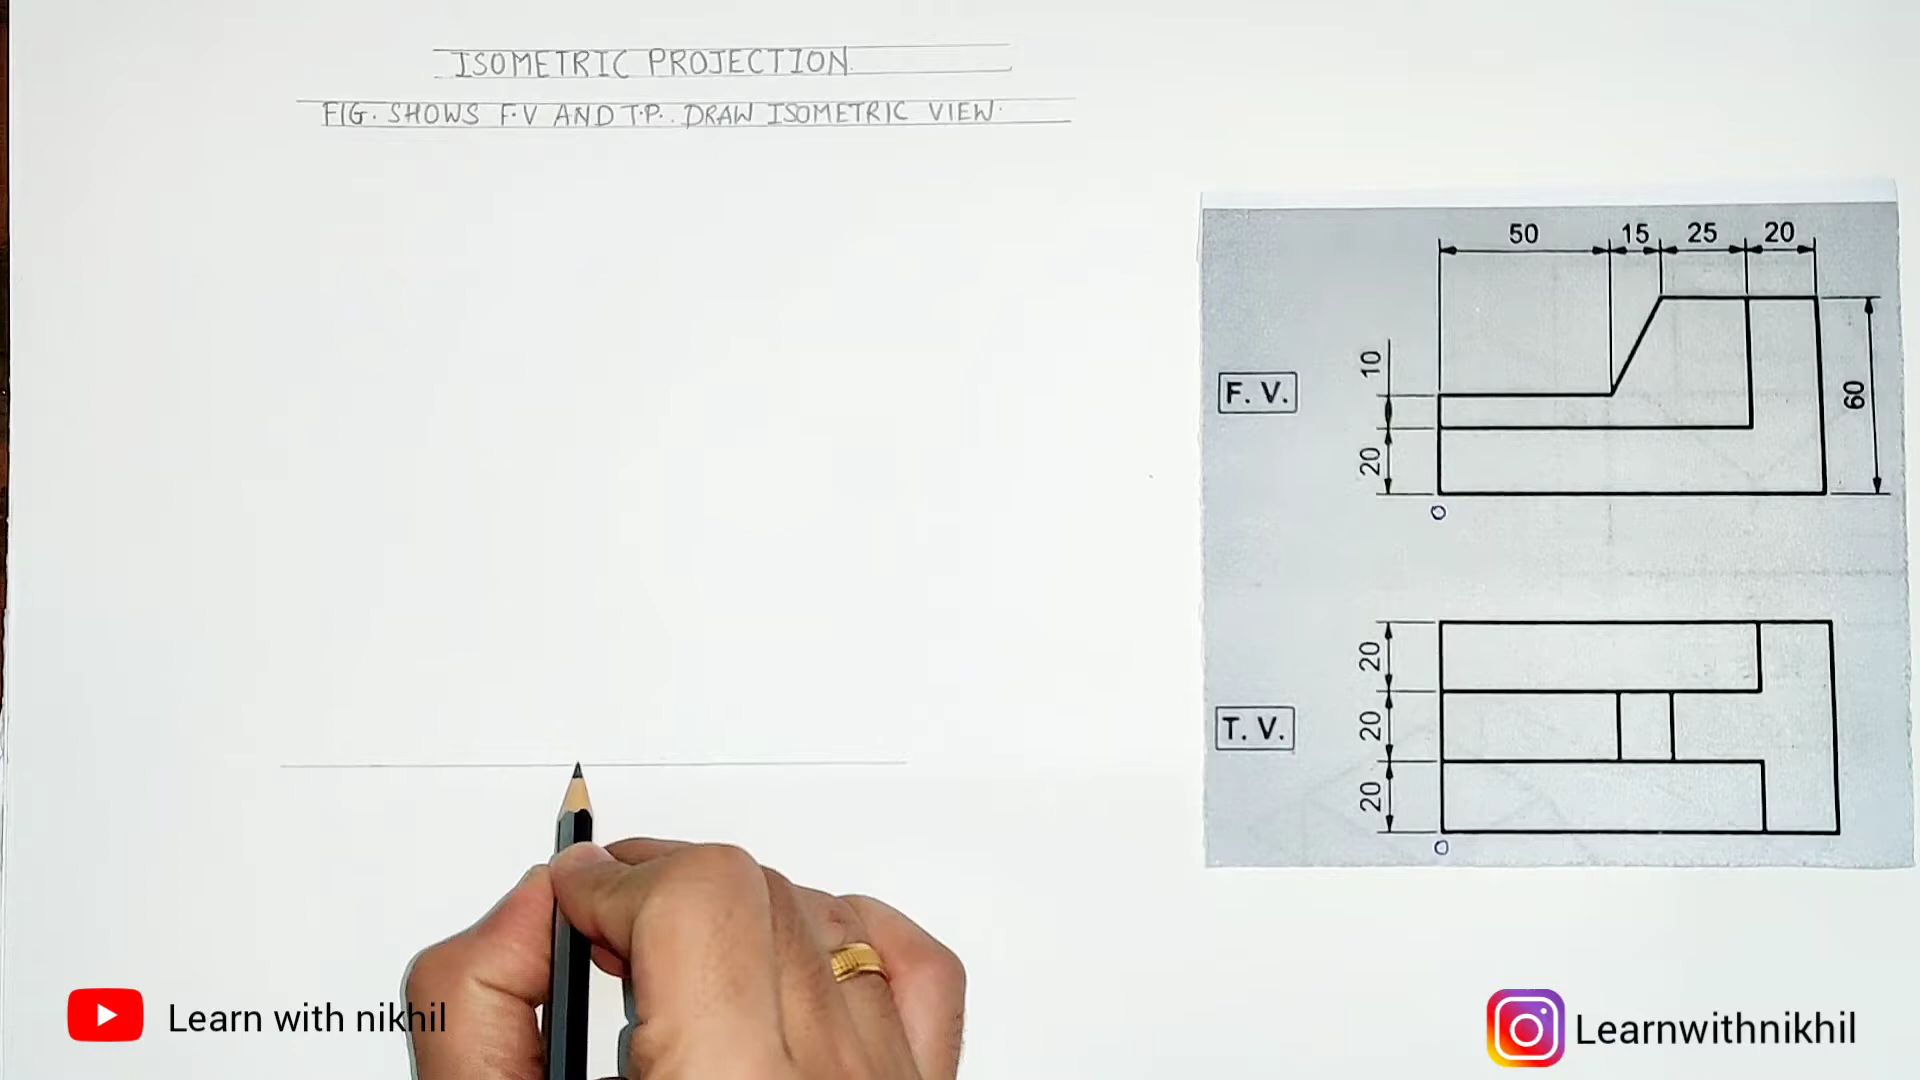 ISOMETRIC PROJECTION.
FIG. SHOWS F.V AND T.P.. DRAW ISOMETRIC VIEW.
50 15 25 20
10
F. V.
60
20
O
20
T. V.
20
20
O
Learn with nikhil
Learnwithnikhil